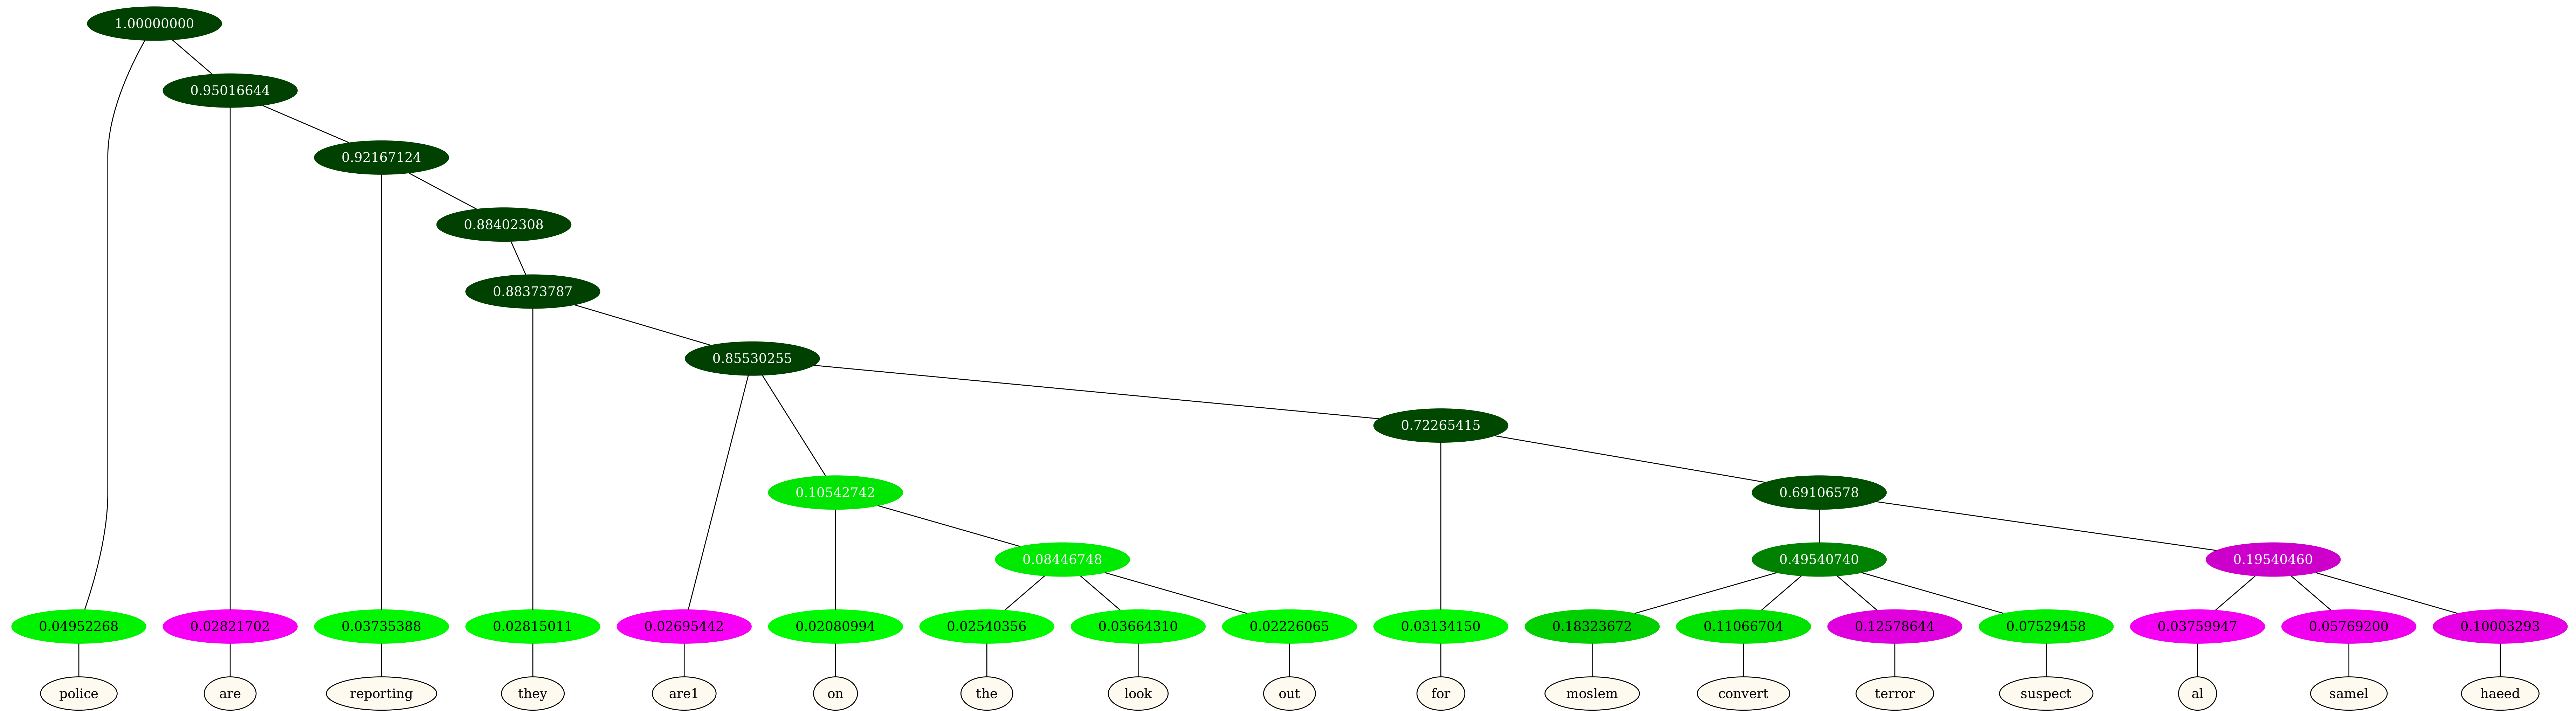 1.00000000
0.95016644
0.92167124
0.88402308
0.88373787
0.85530255
0.72265415
0.10542742 0.69106578
0.08446748 0.49540740 0.19540460
0.04952268 0.02821702 0.03735388 0.02815011 0.02695442 0.02080994 0.02540356 0.03664310 0.02226065 0.03134150 0.18323672 0.11066704 0.12578644 0.07529458 0.03759947 0.05769200 0.10003293
police are reporting they are1 on the look out for moslem convert terror suspect al samel haeed